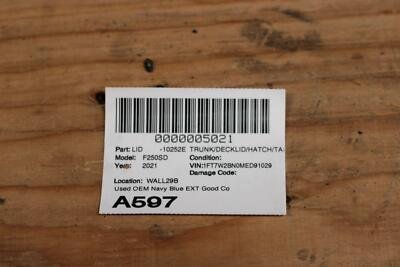 0000005021
Part: LID -10252E TRUNK/DECKLID/HATCH/TAI
Model: F250SD Condition:
Year: 2021 VIN:1FT7W2BN0MED91029
Damage Code:
Location: WALL29B
Used OEM Navy Blue EXT Good Co
A597